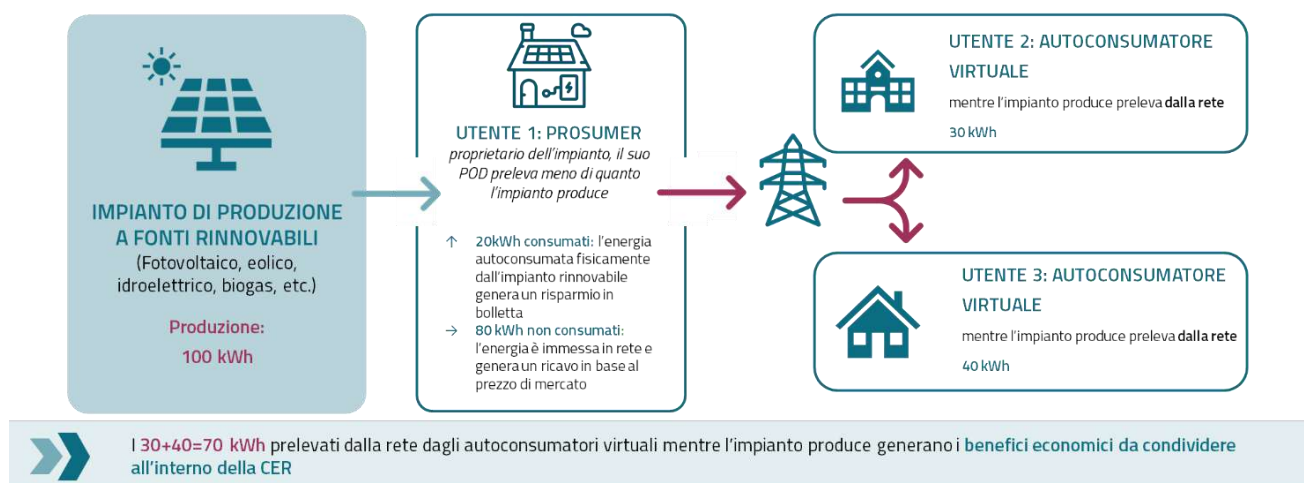 IMPIANTO DI PRODUZIONE
A FONTI RINNOVABILI
(Fotovoltaico, eolico,
idroelettrico, biogas, etc.)
Produzione:
100 kWh
UTENTE 1: PROSUMER
proprietario dell'impianto, il suo
POD preleva meno di quanto
l'impianto produce
↑ 20kWh consumati: l'energia
autoconsumata fisicamente
dall'impianto rinnovabile
genera un risparmio in
bolletta
→ 80 kWh non consumati:
l'energia è immessa in rete e
genera un ricavo in base al
prezzo di mercato
UTENTE 2: AUTOCONSUMATORE
VIRTUALE
mentre l'impianto produce preleva dalla rete
30 kWh
UTENTE 3: AUTOCONSUMATORE
VIRTUALE
mentre l'impianto produce preleva dalla rete
40 kWh
I 30+40=70 kWh prelevati dalla rete dagli autoconsumatori virtuali mentre l'impianto produce generano i benefici economici da condividere
all'interno della CER